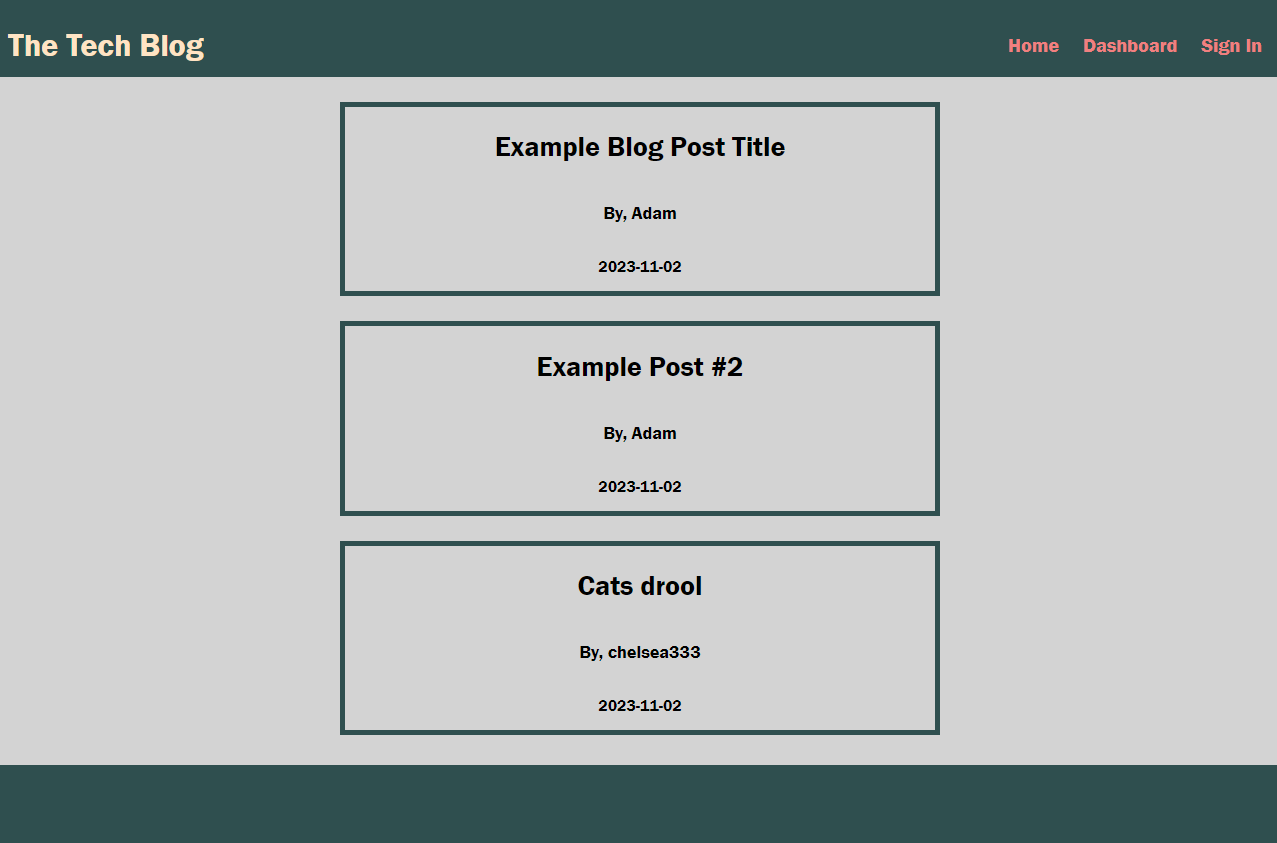 The Tech Blog
Home Dashboard Sign In
Example Blog Post Title
By, Adam
2023-11-02
Example Post #2
By, Adam
2023-11-02
Cats drool
By, chelsea333
2023-11-02